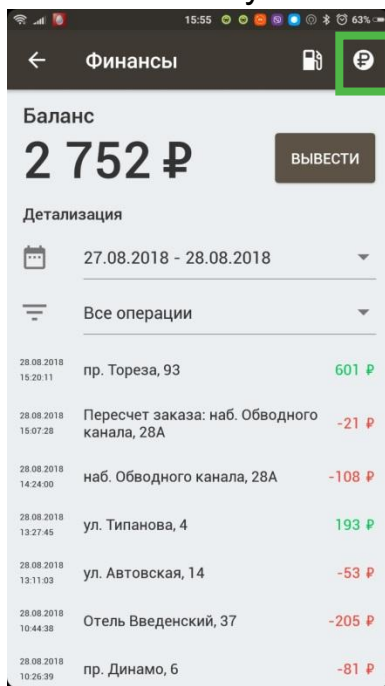 15:55 63%
Финансы
Баланс
2 752 ₽
ВЫВЕСТИ
Детализация
27.08.2018 - 28.08.2018
Все операции
28.08.2018
15:20:11
пр. Тореза, 93
601 ₽
28.08.2018
15:07:28
Пересчет заказа: наб. Обводного
канала, 28А
-21 ₽
28.08.2018
14:24:00
наб. Обводного канала, 28А
-108 ₽
28.08.2018
13:27:45
ул. Типанова, 4
193 ₽
28.08.2018
13:11:03
ул. Автовская, 14
-53 ₽
28.08.2018
10:44:38
Отель Введенский, 37
-205 ₽
28.08.2018
10:26:39
пр. Динамо, 6
-81 ₽